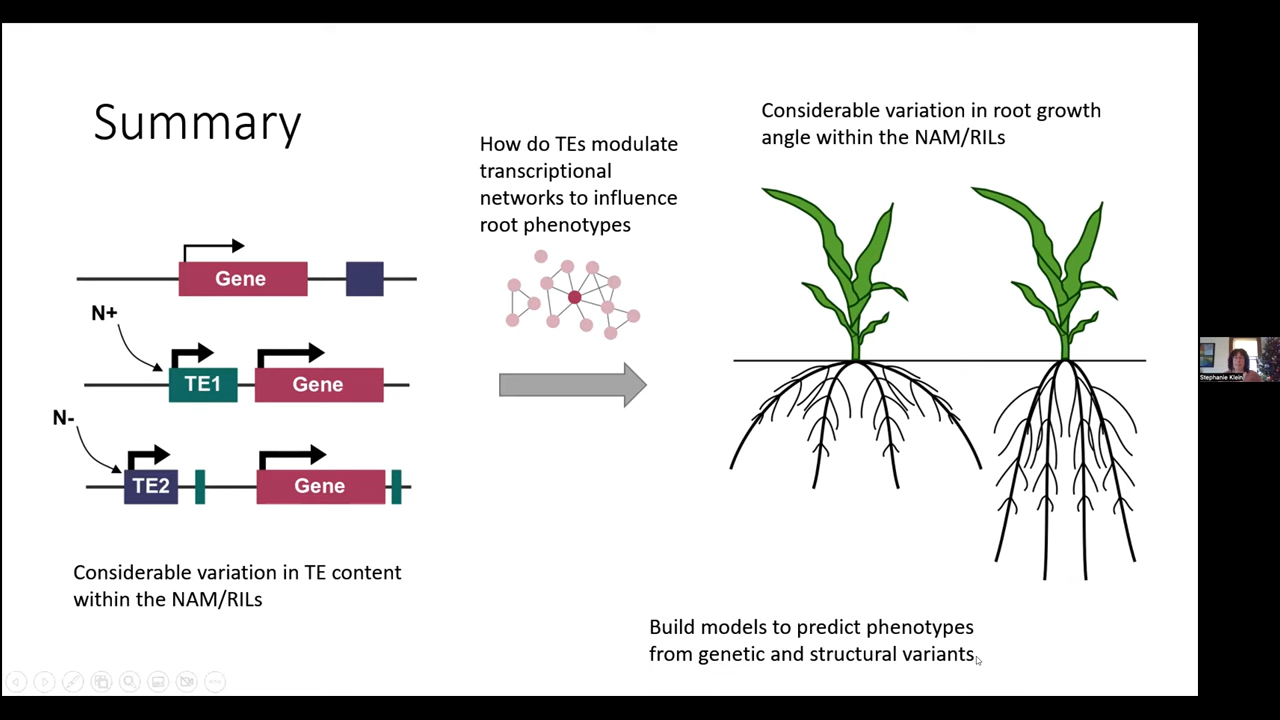 Summary
How do TEs modulate
transcriptional
networks to influence
root phenotypes
Considerable variation in root growth
angle within the NAM/RILs
Gene
N+
TE1
Gene
N-
TE2
Gene
Considerable variation in TE content
within the NAM/RILs
Build models to predict phenotypes
from genetic and structural variants
Stephanie Klein